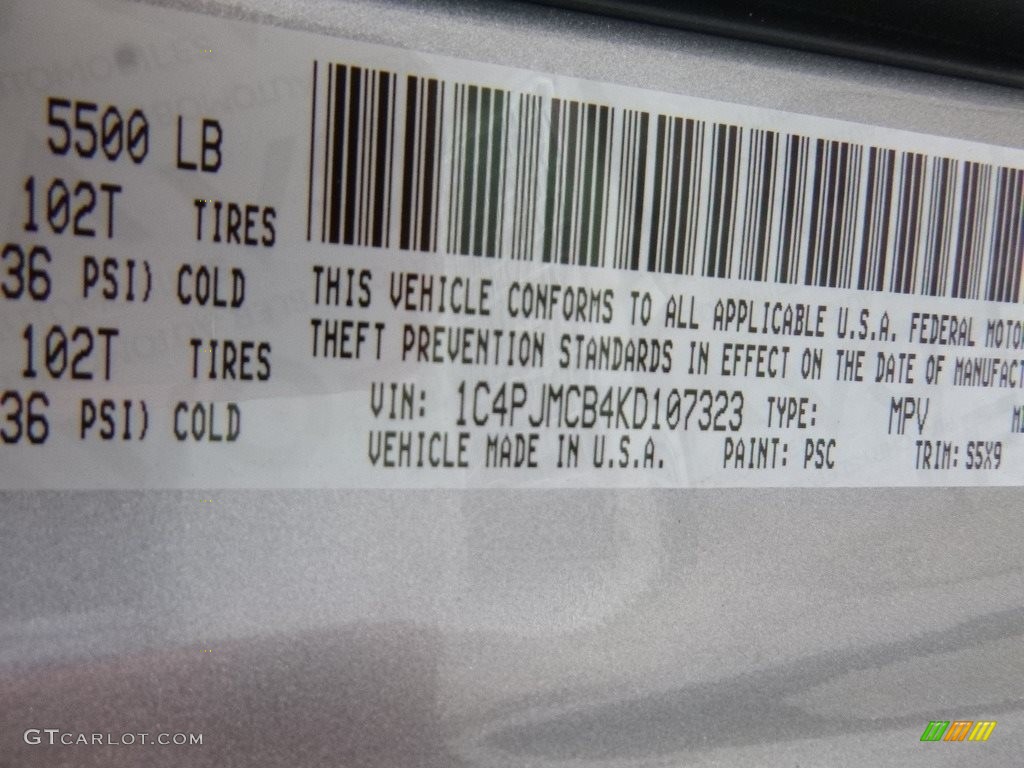 5500 LB
102T TIRES
36 PSI) COLD
102T TIRES
36 PSI) COLD
THIS VEHICLE CONFORMS TO ALL APPLICABLE U.S.A. FEDERAL MOTO
THEFT PREVENTION STANDARDS IN EFFECT ON THE DATE OF MANUFACT
VIN: 1C4PJMCB4KD107323 TYPE: MPV
VEHICLE MADE IN U.S.A. PAINT: PSC TRIM: S5X9
GTCARLOT.COM